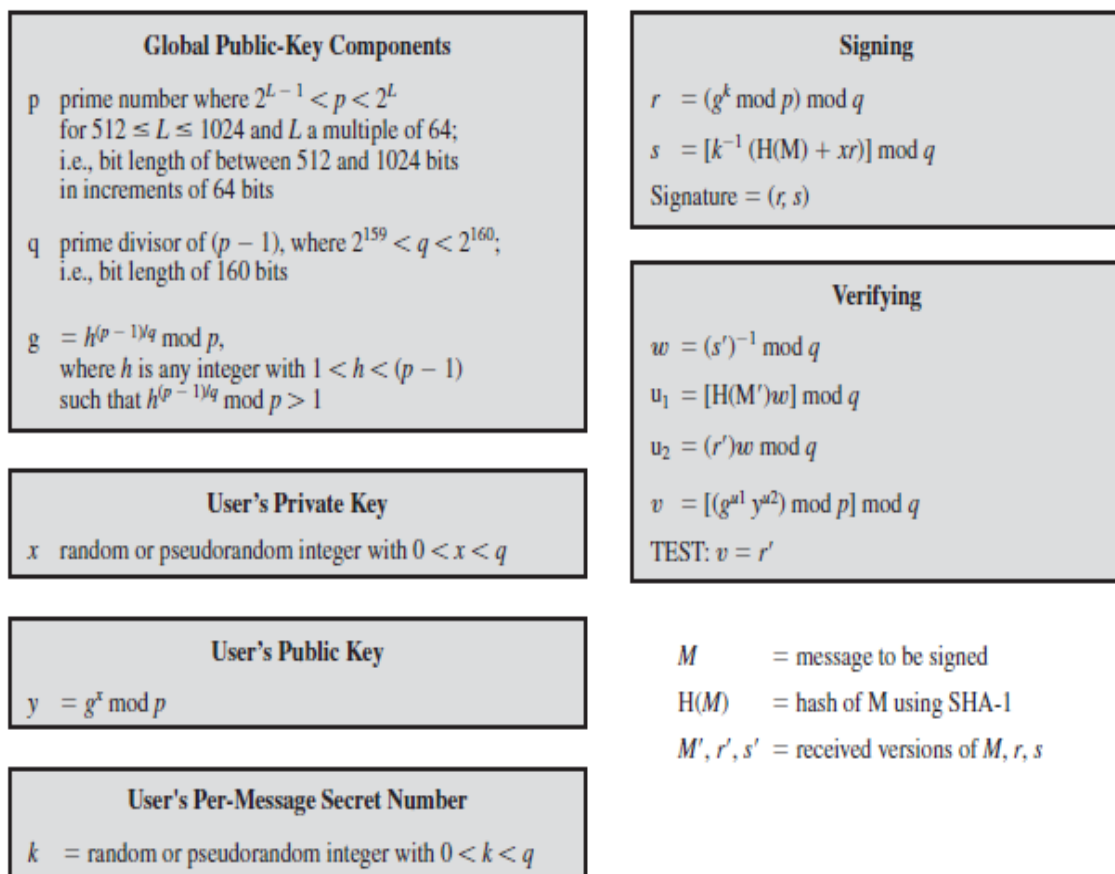 Global Public-Key Components
p prime number where 2^{L – 1} < p < 2^L
for 512 ≤ L ≤ 1024 and L a multiple of 64;
i.e., bit length of between 512 and 1024 bits
in increments of 64 bits
q prime divisor of (p – 1), where 2^{159} < q < 2^{160};
i.e., bit length of 160 bits
g = h^{(p – 1)/q} mod p,
where h is any integer with 1 < h < (p – 1)
such that h^{(p – 1)/q} mod p > 1
User's Private Key
x random or pseudorandom integer with 0 < x < q
User's Public Key
y = g^x mod p
User's Per-Message Secret Number
k = random or pseudorandom integer with 0 < k < q
Signing
r = (g^k mod p) mod q
s = [k^{–1} (H(M) + xr)] mod q
Signature = (r, s)
Verifying
w = (s′)^{–1} mod q
u₁ = [H(M′)w] mod q
u₂ = (r′)w mod q
v = [(g^{u1} y^{u2}) mod p] mod q
TEST: v = r′
M = message to be signed
H(M) = hash of M using SHA-1
M′, r′, s′ = received versions of M, r, s